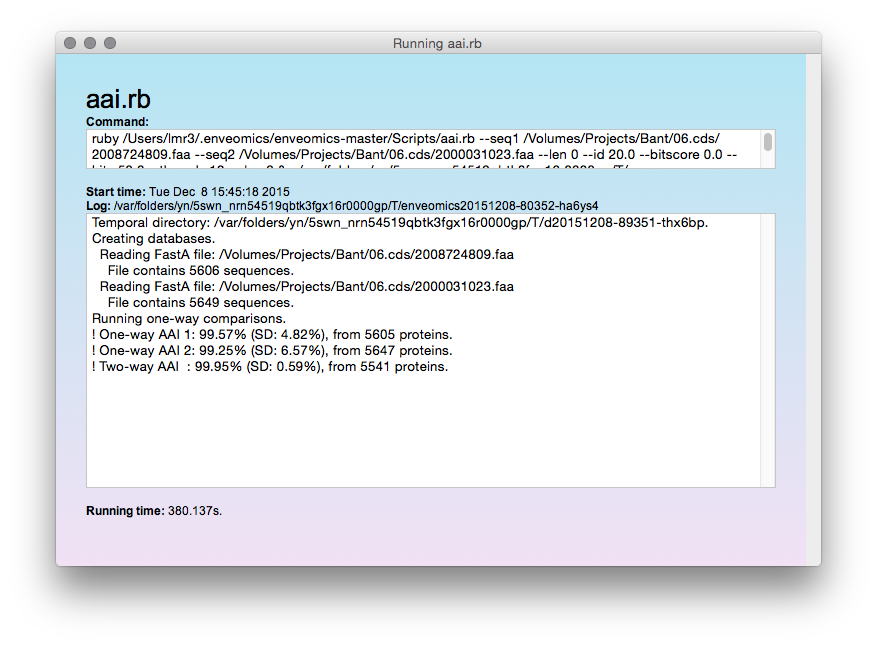 Running aai.rb
aai.rb
Command:
ruby /Users/lmr3/.enveomics/enveomics-master/Scripts/aai.rb --seq1 /Volumes/Projects/Bant/06.cds/
2008724809.faa --seq2 /Volumes/Projects/Bant/06.cds/2000031023.faa --len 0 --id 20.0 --bitscore 0.0 --
Start time: Tue Dec  8 15:45:18 2015
Log: /var/folders/yn/5swn_nrn54519qbtk3fgx16r0000gp/T/enveomics20151208-80352-ha6ys4
Temporal directory: /var/folders/yn/5swn_nrn54519qbtk3fgx16r0000gp/T/d20151208-89351-thx6bp.
Creating databases.
Reading FastA file: /Volumes/Projects/Bant/06.cds/2008724809.faa
File contains 5606 sequences.
Reading FastA file: /Volumes/Projects/Bant/06.cds/2000031023.faa
File contains 5649 sequences.
Running one-way comparisons.
! One-way AAI 1: 99.57% (SD: 4.82%), from 5605 proteins.
! One-way AAI 2: 99.25% (SD: 6.57%), from 5647 proteins.
! Two-way AAI  : 99.95% (SD: 0.59%), from 5541 proteins.
Running time: 380.137s.